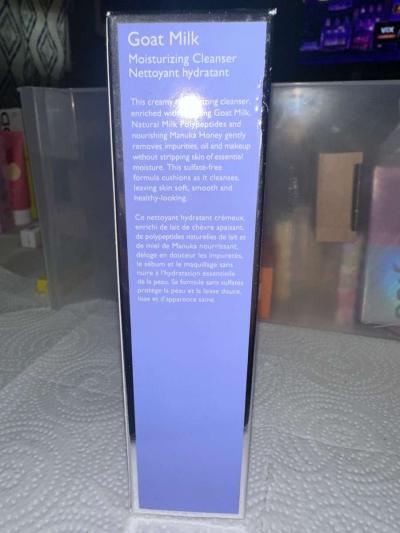 Goat Milk
Moisturizing Cleanser
Nettoyant hydratant
This creamy cleanser,
enriched Goat Milk,
Natural Milk Polypeptides and
nourishing Manuka Honey gently
removes impurities, oil and makeup
without stripping skin of essential
moisture. This sulfate-free
formula cushions as it cleanses,
leaving skin soft, smooth and
healthy-looking.
Ce nettoyant hydratant crémeux,
enrichi de lait de chèvre apaisant,
de polypeptides naturelles de lait et
de miel de Manuka nourrissant,
déloge en douceur les impuretés,
le sébum et le maquillage sans
nuire à l'hydratation essentielle
de la peau. Sa formule sans sulfates
protège la peau et la laisse douce,
lisse et d'apparence saine.
VIX